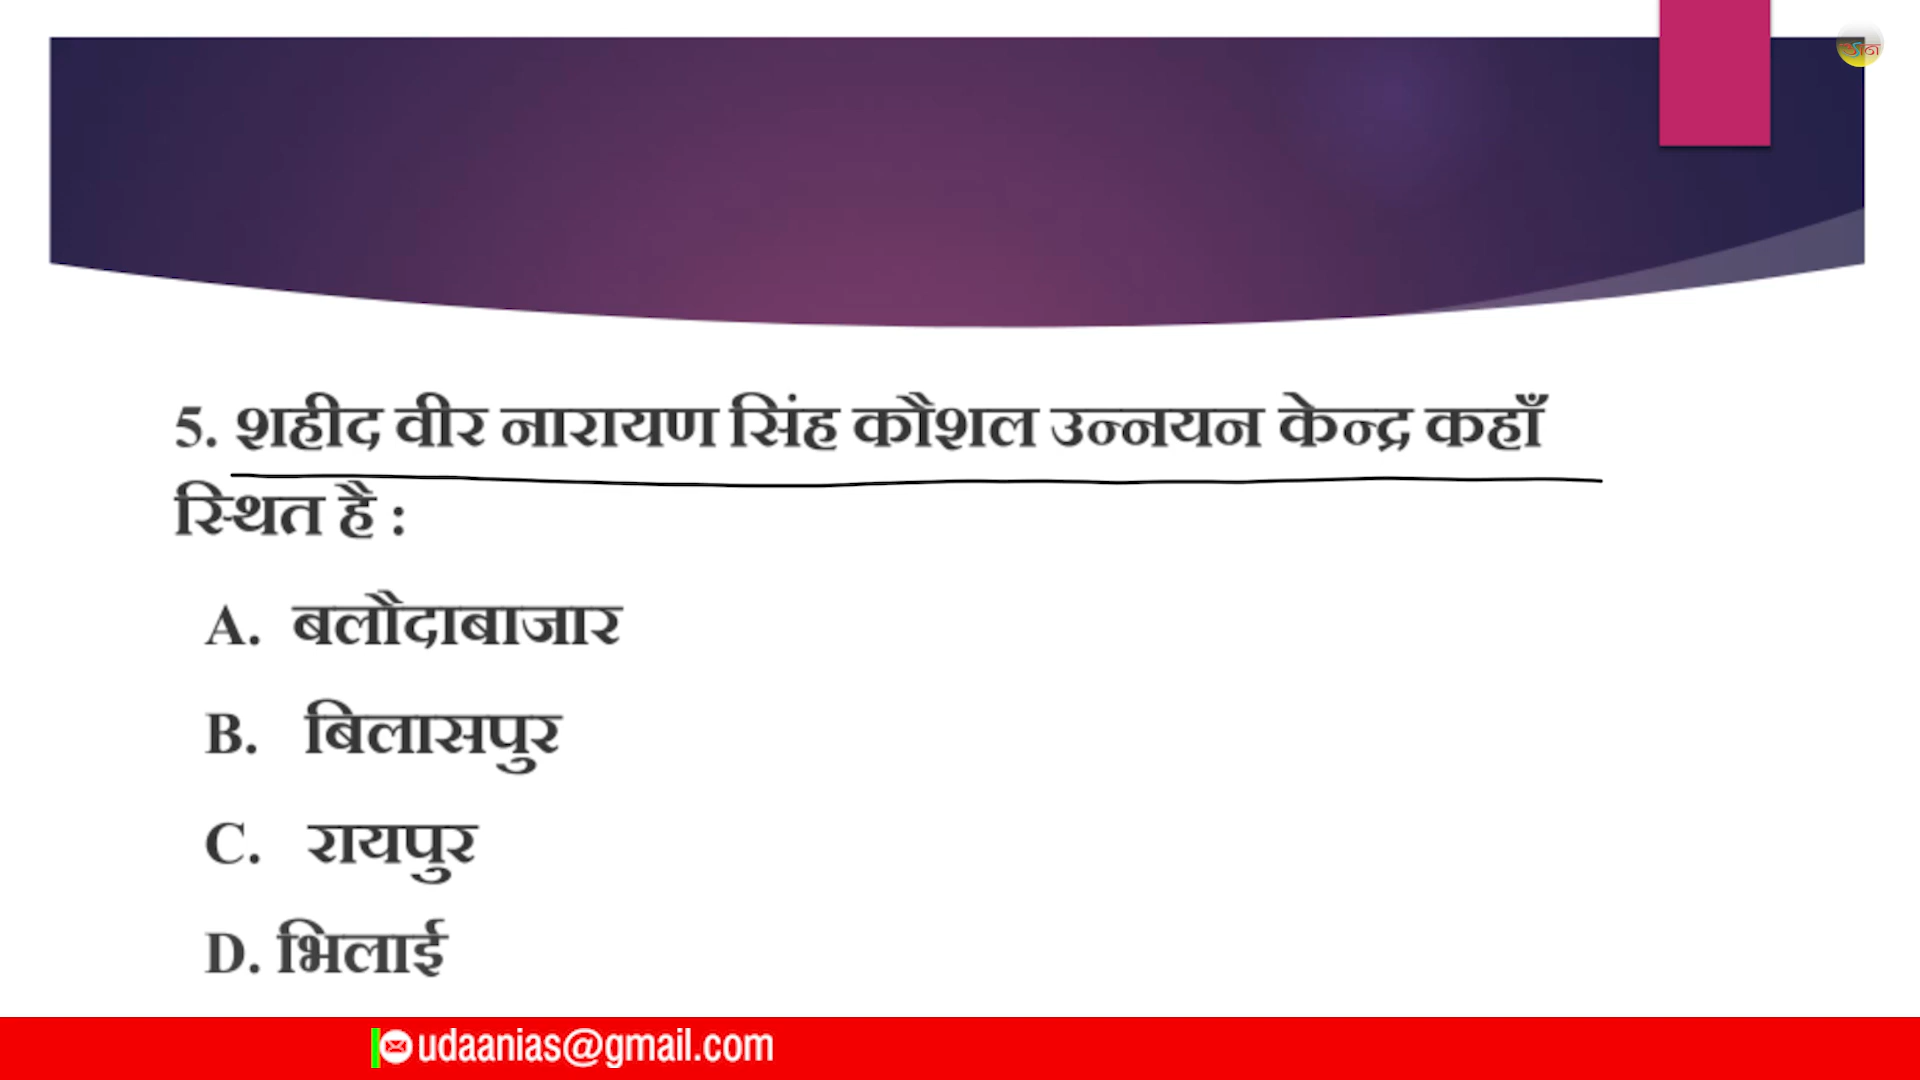 5. शहीद वीर नारायण सिंह कौशल उन्नयन केन्द्र कहाँ
स्थित है :
A. बलौदाबाजार
B. बिलासपुर
C. रायपुर
D. भिलाई
udaanias@gmail.com